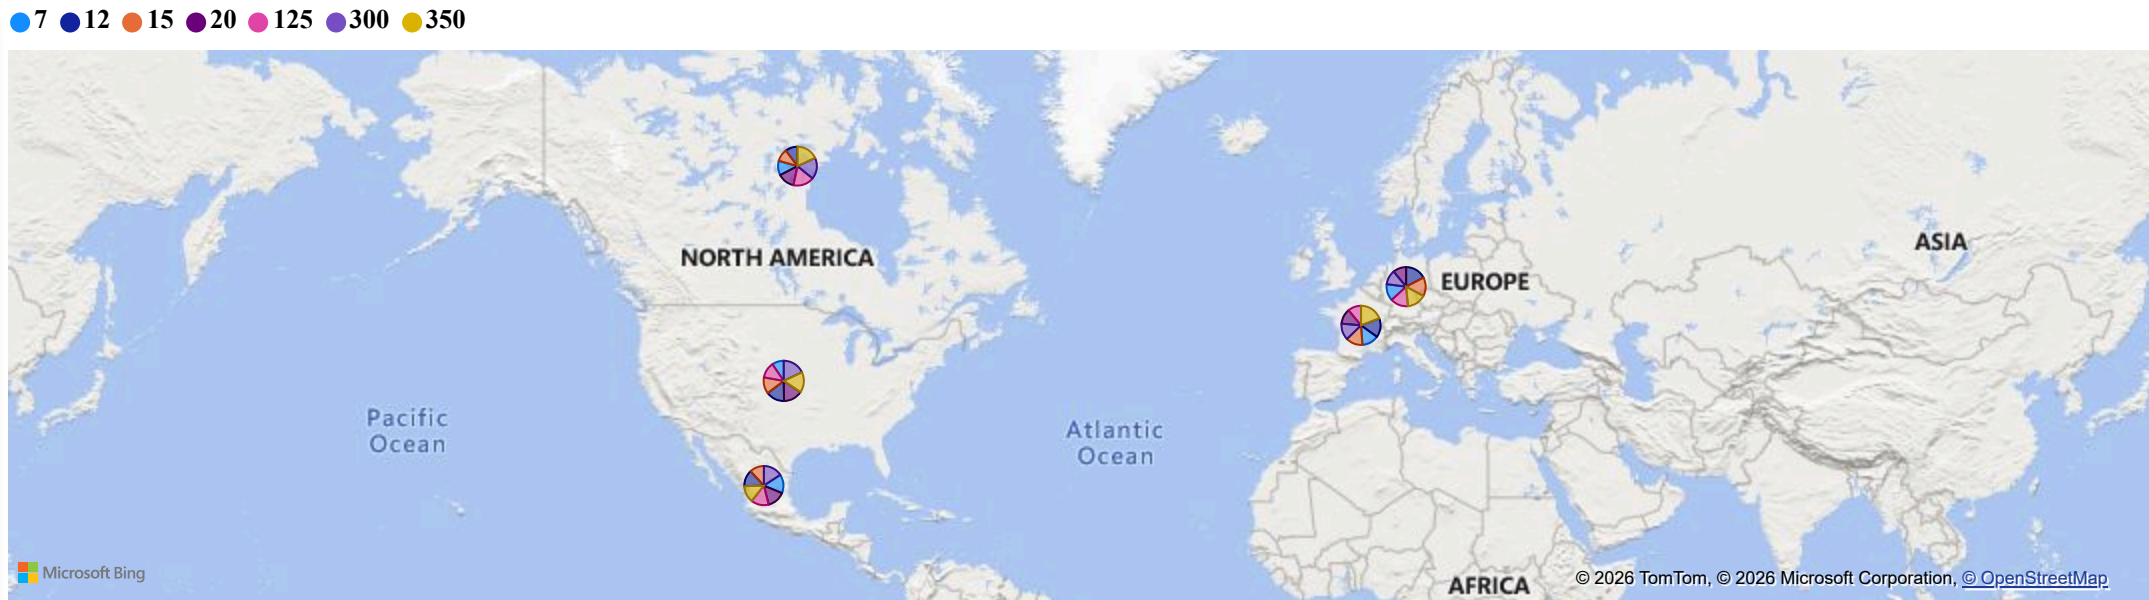 7 12 15 20 125 300 350
NORTH AMERICA
ASIA
EUROPE
Pacific
Ocean
Atlantic
Ocean
AFRICA
Microsoft Bing
© 2026 TomTom, © 2026 Microsoft Corporation, © OpenStreetMap